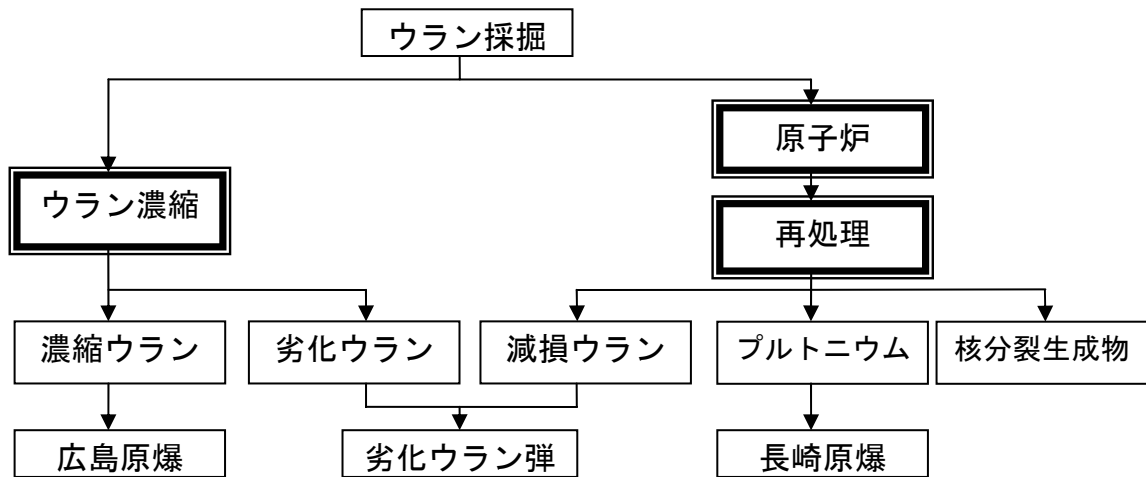 ウラン採掘
原子炉
ウラン濃縮
再処理
濃縮ウラン
劣化ウラン
減損ウラン
プルトニウム
核分裂生成物
広島原爆
劣化ウラン弾
長崎原爆